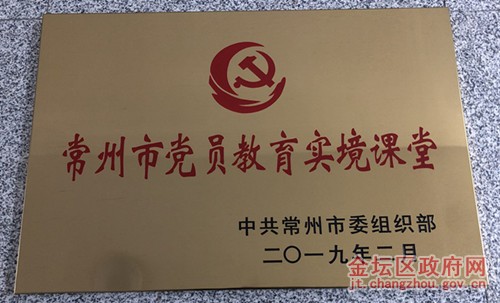 常州市党员教育实境课堂
中共常州市委组织部
二〇一九年二月
金坛区政府网
jt.changzhou.gov.cn